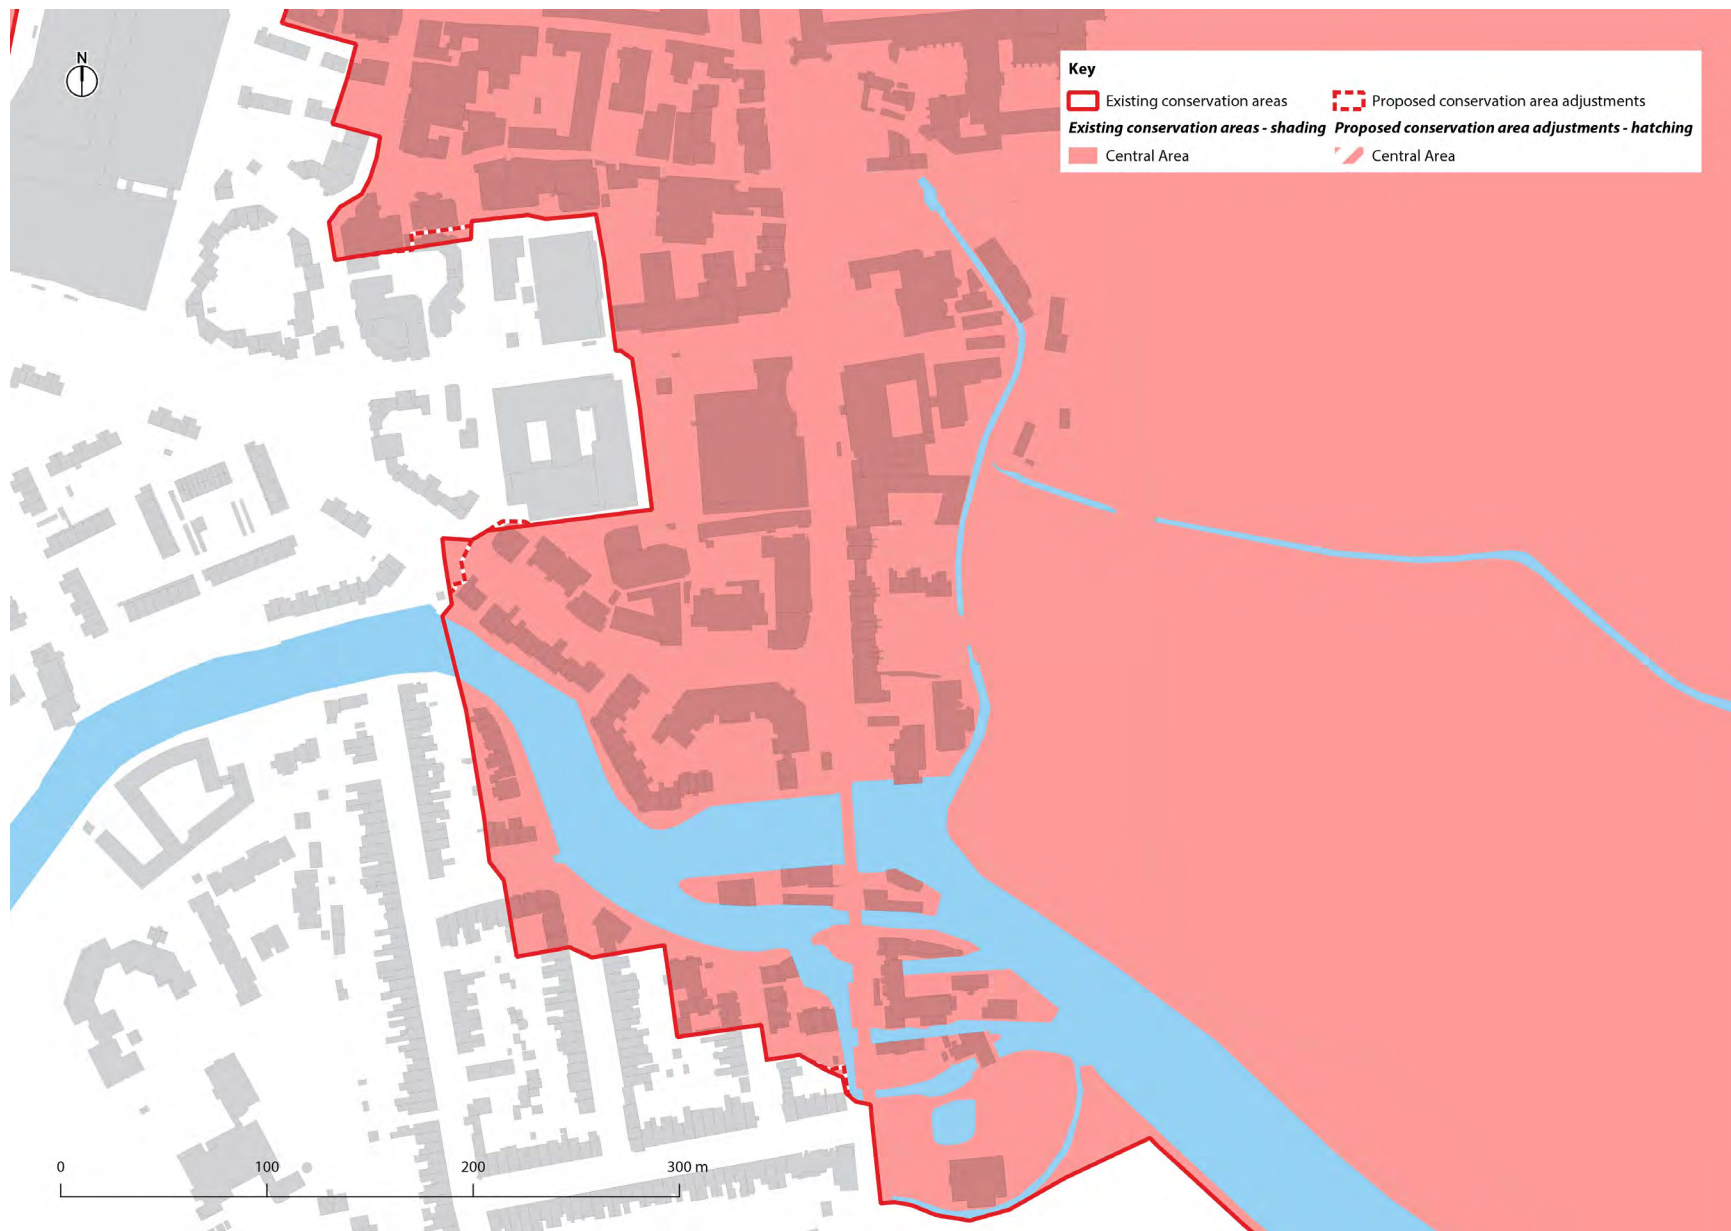 N
Key
Existing conservation areas
Proposed conservation area adjustments
Existing conservation areas - shading
Proposed conservation area adjustments - hatching
Central Area
Central Area
0 100 200 300 m